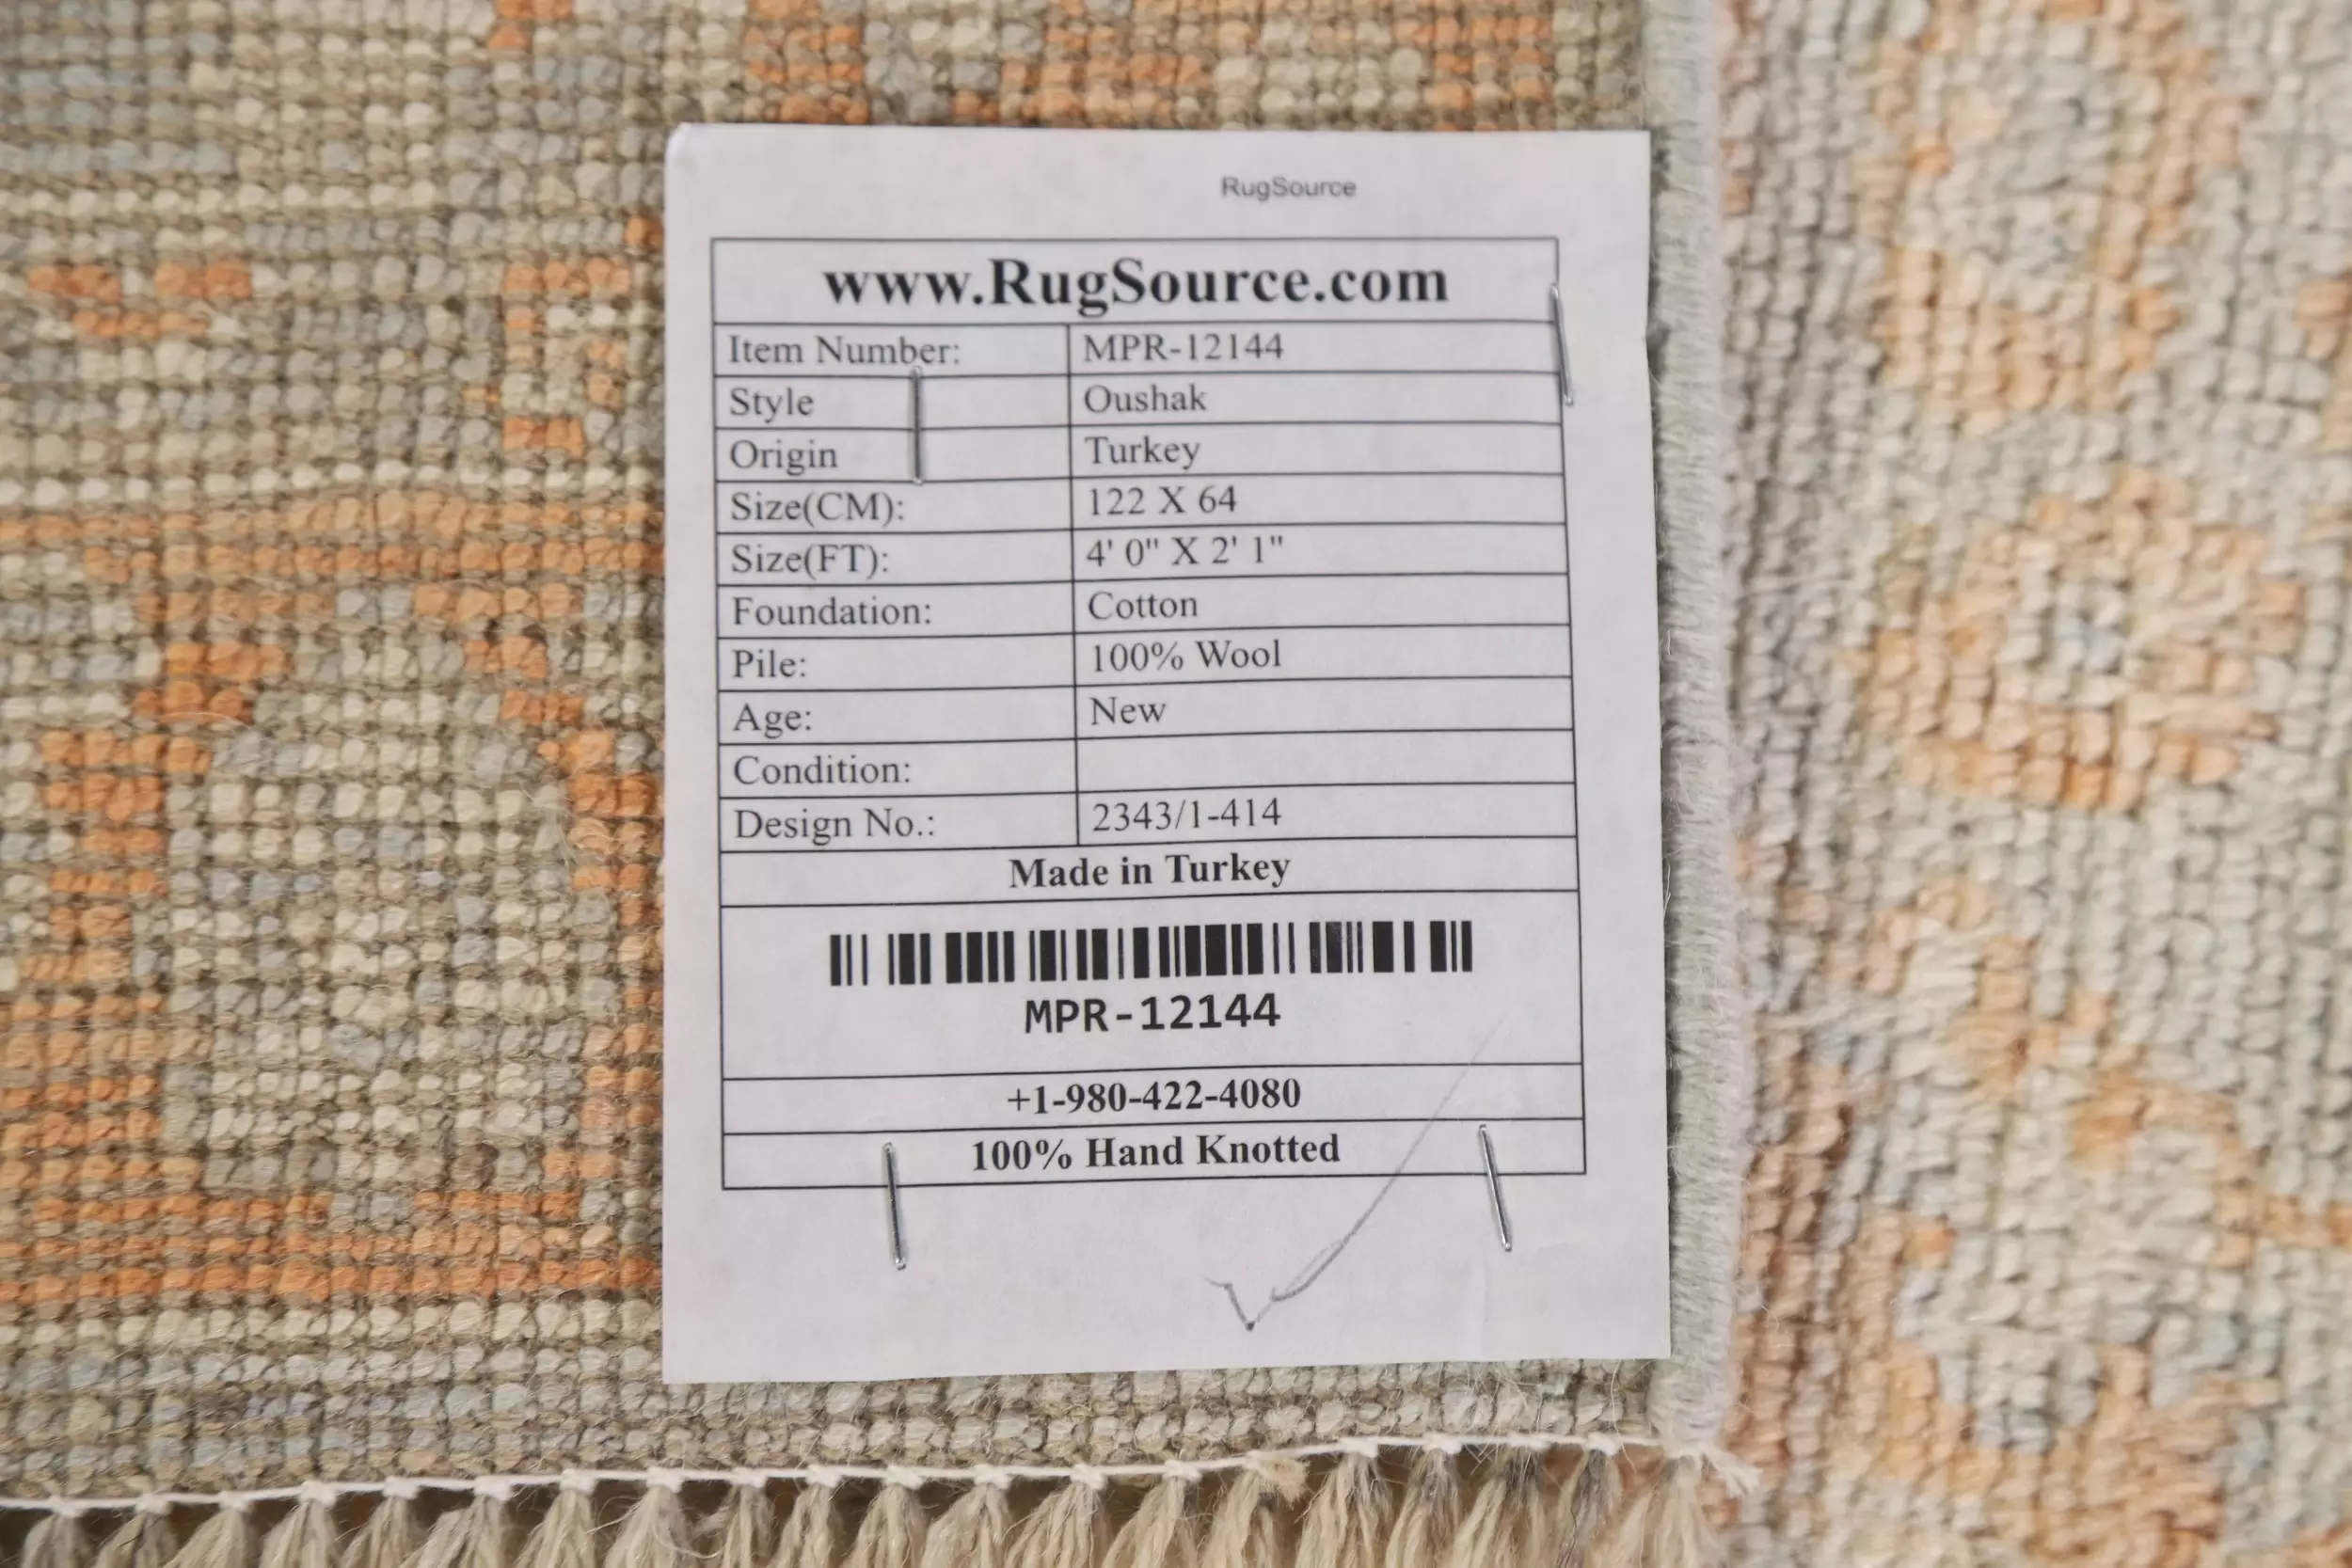 RugSource
www.RugSource.com
Item Number: MPR-12144
Style Oushak
Origin Turkey
Size(CM): 122 X 64
Size(FT): 4' 0" X 2' 1"
Foundation: Cotton
Pile: 100% Wool
Age: New
Condition:
Design No.: 2343/1-414
Made in Turkey
MPR-12144
+1-980-422-4080
100% Hand Knotted